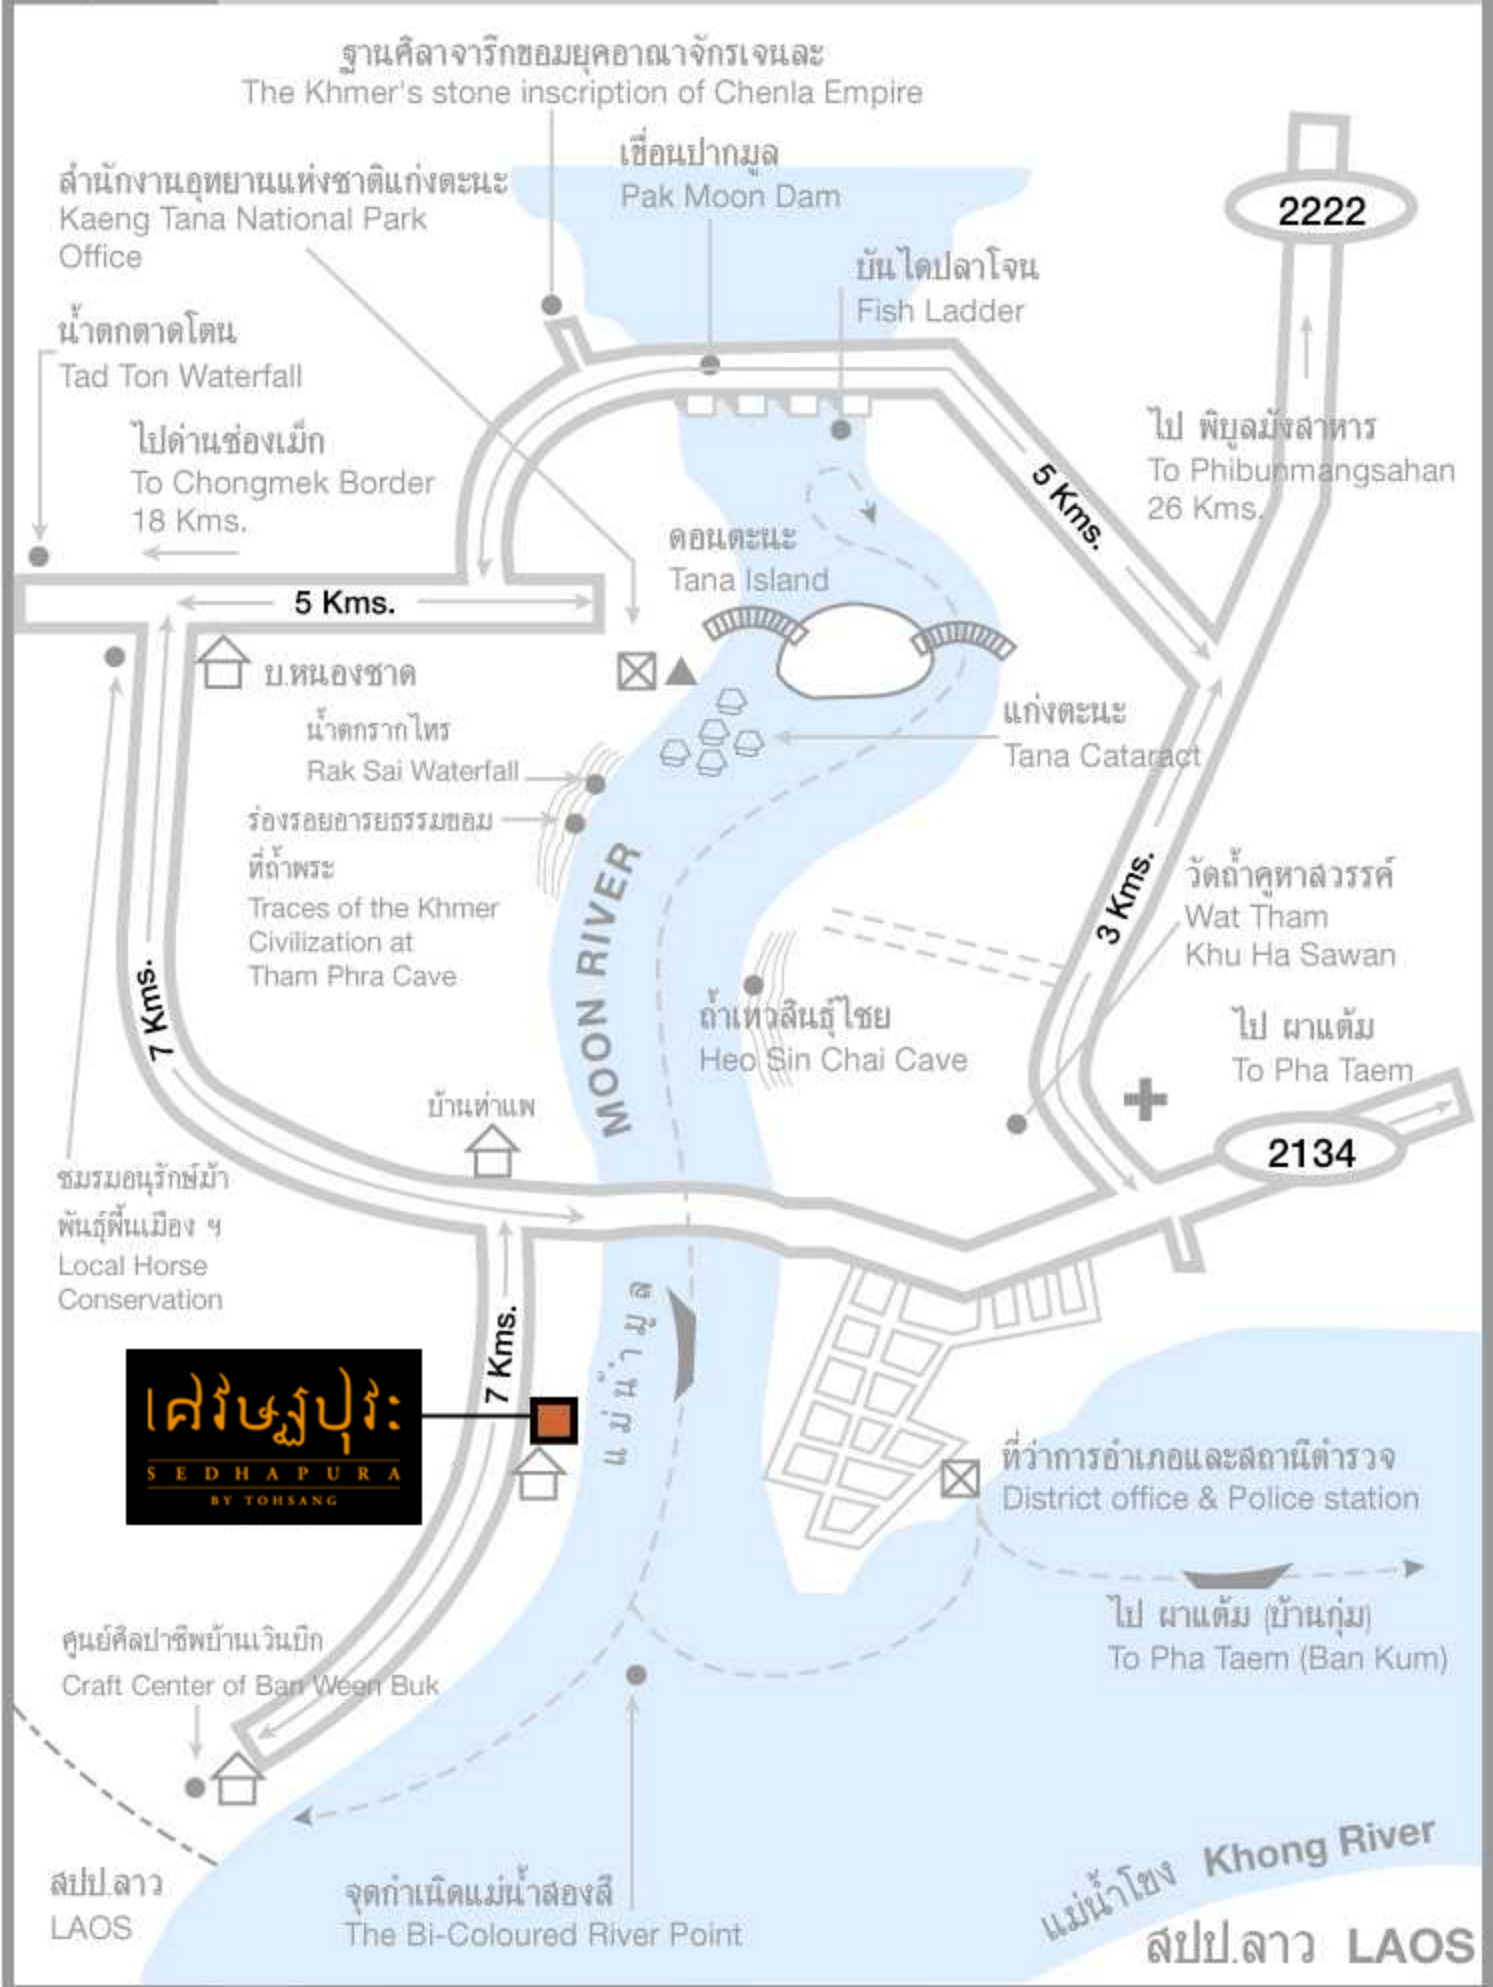 ฐานศิลาจารึกขอมยุคอาณาจักรเจนละ
The Khmer's stone inscription of Chenla Empire
เขื่อนปากมูล
Pak Moon Dam
สำนักงานอุทยานแห่งชาติแก่งตะนะ
Kaeng Tana National Park
Office
2222
บันไดปลาโจน
Fish Ladder
น้ำตกตาดโตน
Tad Ton Waterfall
ไปด่านช่องเม็ก
To Chongmek Border
18 Kms.
ไป พิบูลมังสาหาร
To Phibunmangsahan
26 Kms.
5 Kms.
ดอนตะนะ
Tana Island
5 Kms.
บ.หนองชาด
น้ำตกรากไทร
Rak Sai Waterfall
แก่งตะนะ
Tana Cataract
ร่องรอยอารยธรรมขอม
ที่ถ้ำพระ
Traces of the Khmer
Civilization at
Tham Phra Cave
MOON RIVER
3 Kms.
วัดถ้ำคูหาสวรรค์
Wat Tham
Khu Ha Sawan
7 Kms.
ถ้ำเหวสินธุ์ไชย
Heo Sin Chai Cave
ไป ผาแต้ม
To Pha Taem
บ้านท่าแพ
2134
ชมรมอนุรักษ์ม้า
พันธุ์พื้นเมือง ฯ
Local Horse
Conservation
7 Kms.
แม่น้ำมูล
เศรษฐปุระ
SEDHAPURA
BY TOHSANG
ที่ว่าการอำเภอและสถานีตำรวจ
District office & Police station
ไป ผาแต้ม (บ้านกุ่ม)
To Pha Taem (Ban Kum)
ศูนย์ศิลปาชีพบ้านเวินบึก
Craft Center of Ban Ween Buk
สปป.ลาว
LAOS
จุดกำเนิดแม่น้ำสองสี
The Bi-Coloured River Point
แม่น้ำโขง Khong River
สปป.ลาว LAOS